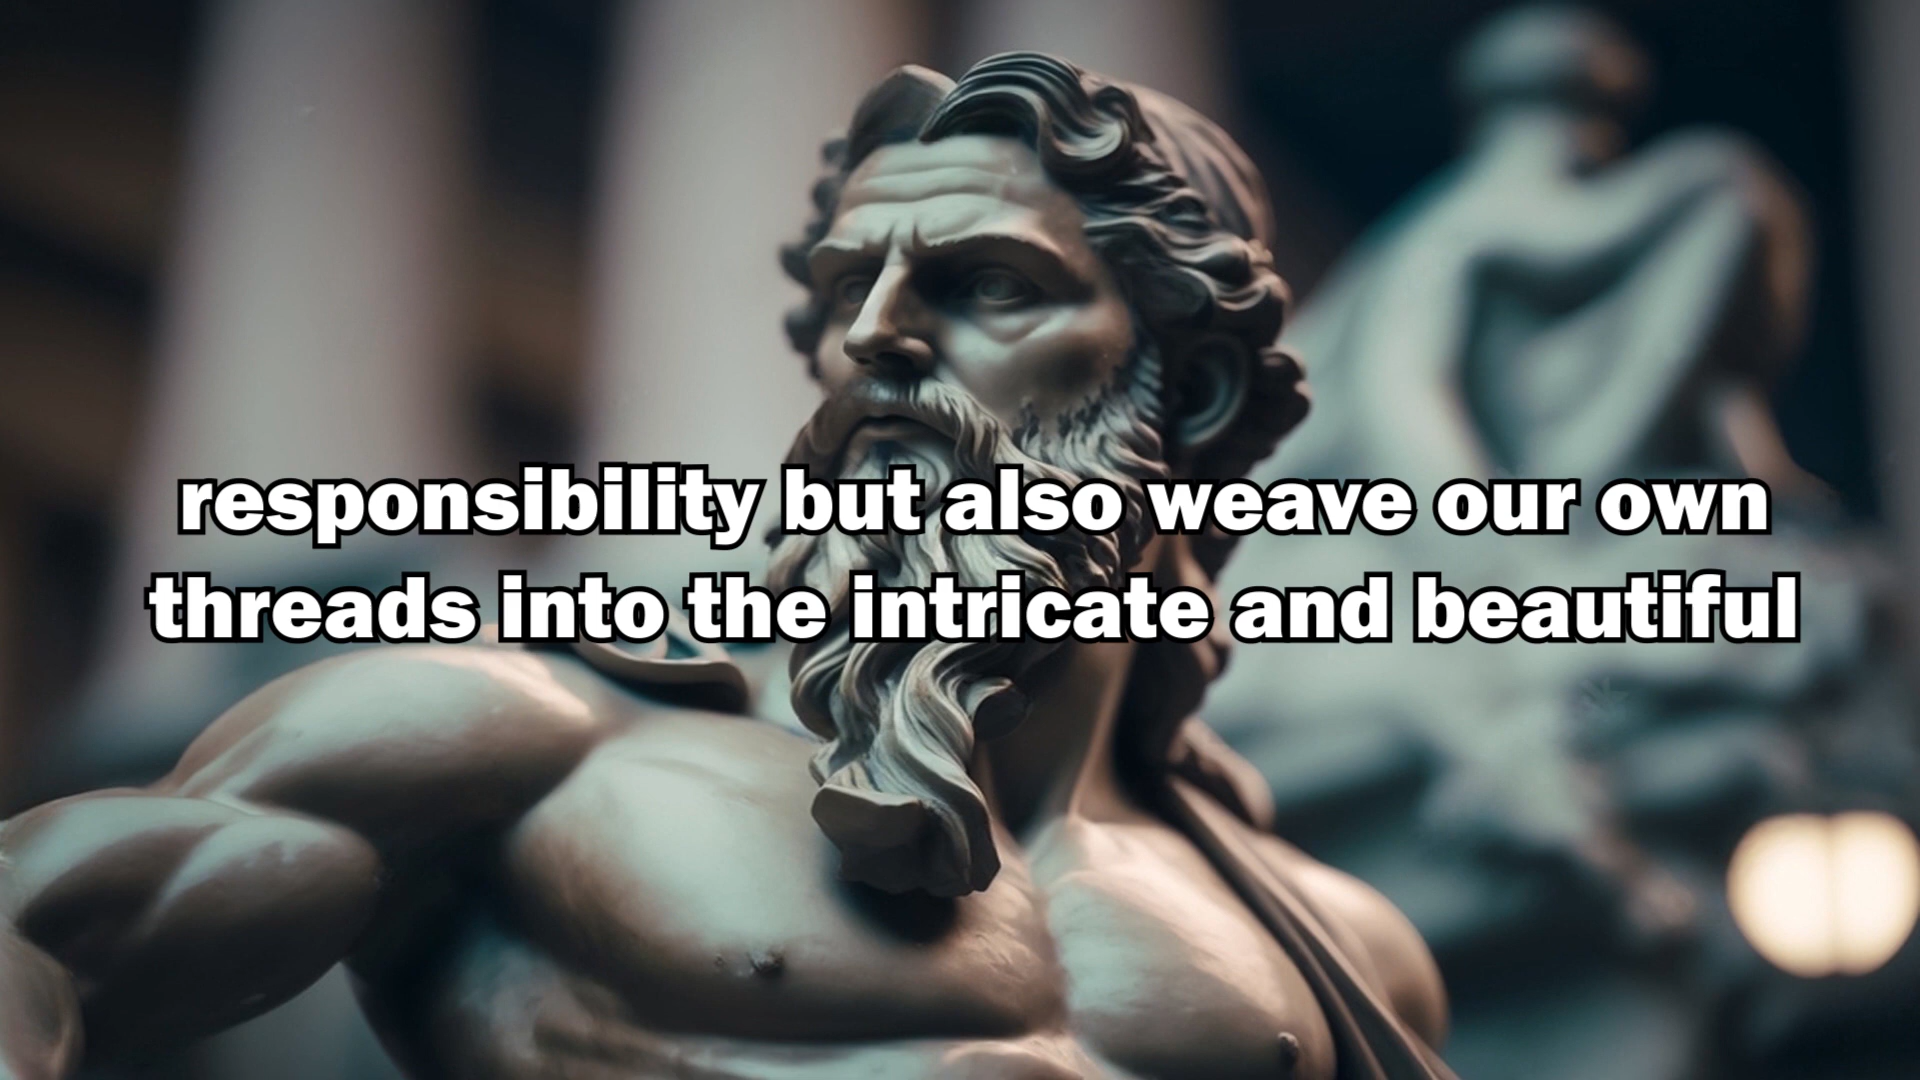 responsibility but also weave our own
threads into the intricate and beautiful